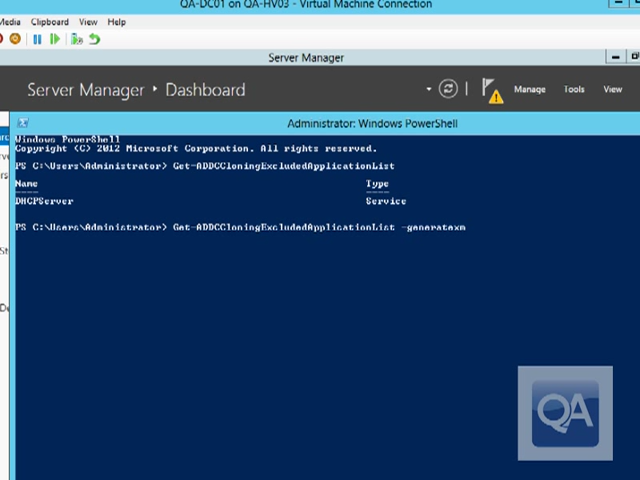 QA-DC01 on QA-HV03 - Virtual Machine Connection
Media Clipboard View Help
Server Manager
Server Manager Dashboard
Manage Tools View
Administrator: Windows PowerShell
Windows PowerShell
Copyright (C) 2012 Microsoft Corporation. All rights reserved.
PS C:\Users\Administrator> Get-ADDCCloningExcludedApplicationList
Name Type
---- ----
DHCPServer Service
PS C:\Users\Administrator> Get-ADDCCloningExcludedApplicationList -generatexm
QA